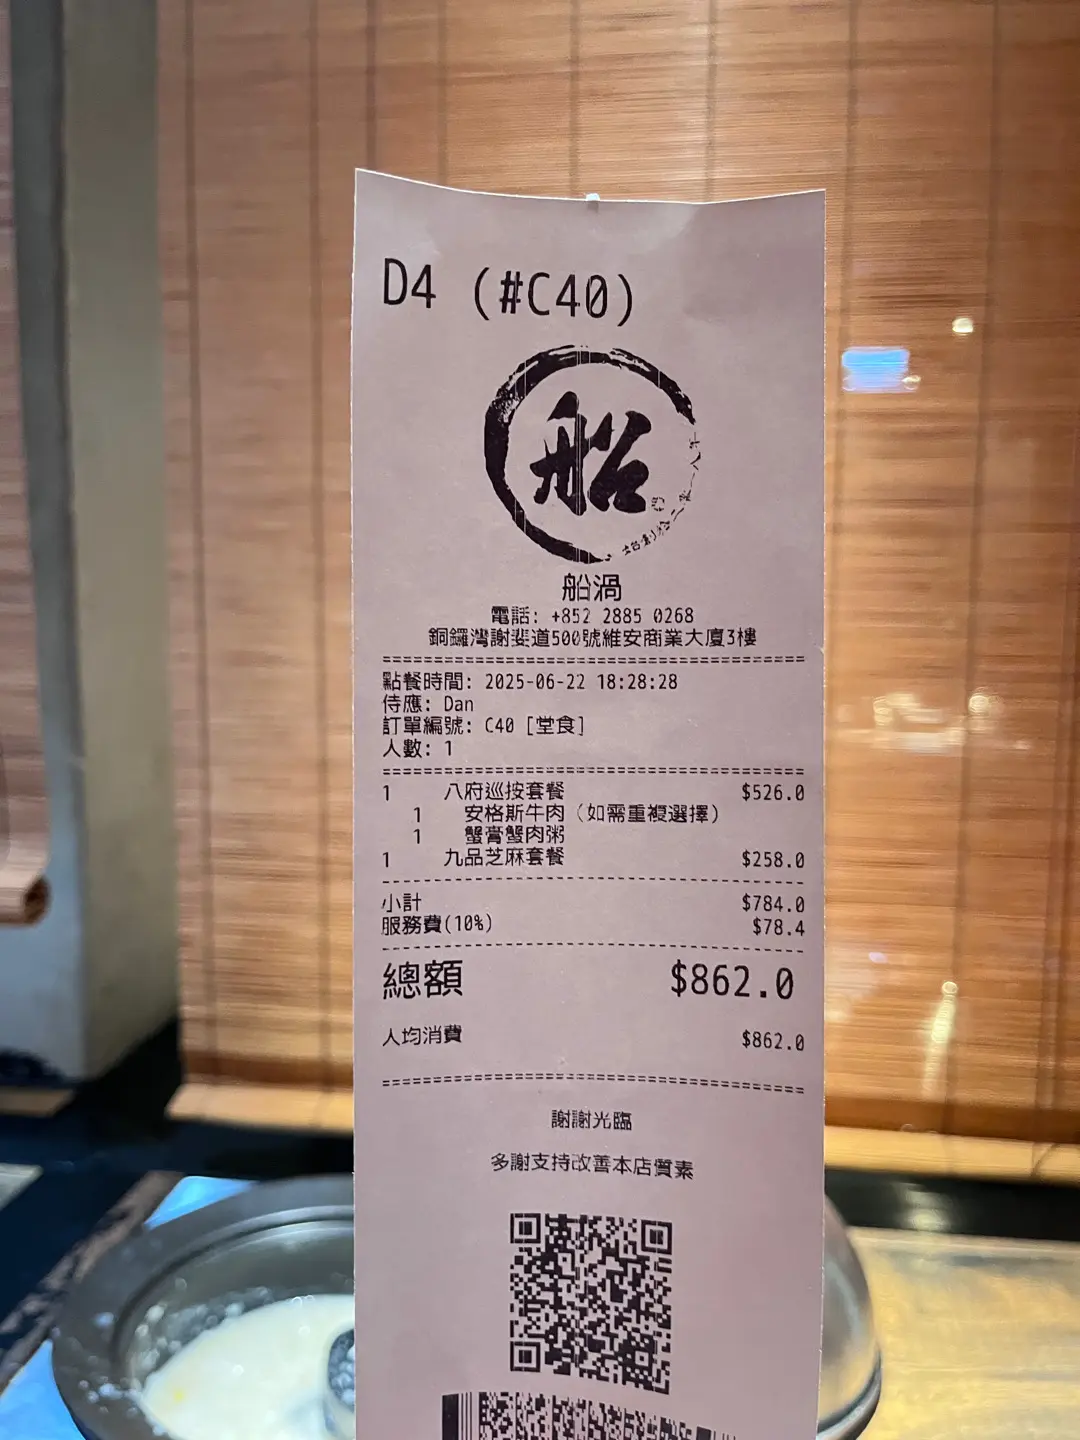 D4 (#C40)
船
船渦
電話: +852 2885 0268
銅鑼灣謝斐道500號維安商業大廈3樓
點餐時間: 2025-06-22 18:28:28
侍應: Dan
訂單編號: C40 [堂食]
人數: 1
1 八府巡按套餐 $526.0
1 安格斯牛肉（如需重複選擇）
1 蟹膏蟹肉粥
1 九品芝麻套餐 $258.0
小計 $784.0
服務費(10%) $78.4
總額 $862.0
人均消費 $862.0
謝謝光臨
多謝支持改善本店質素